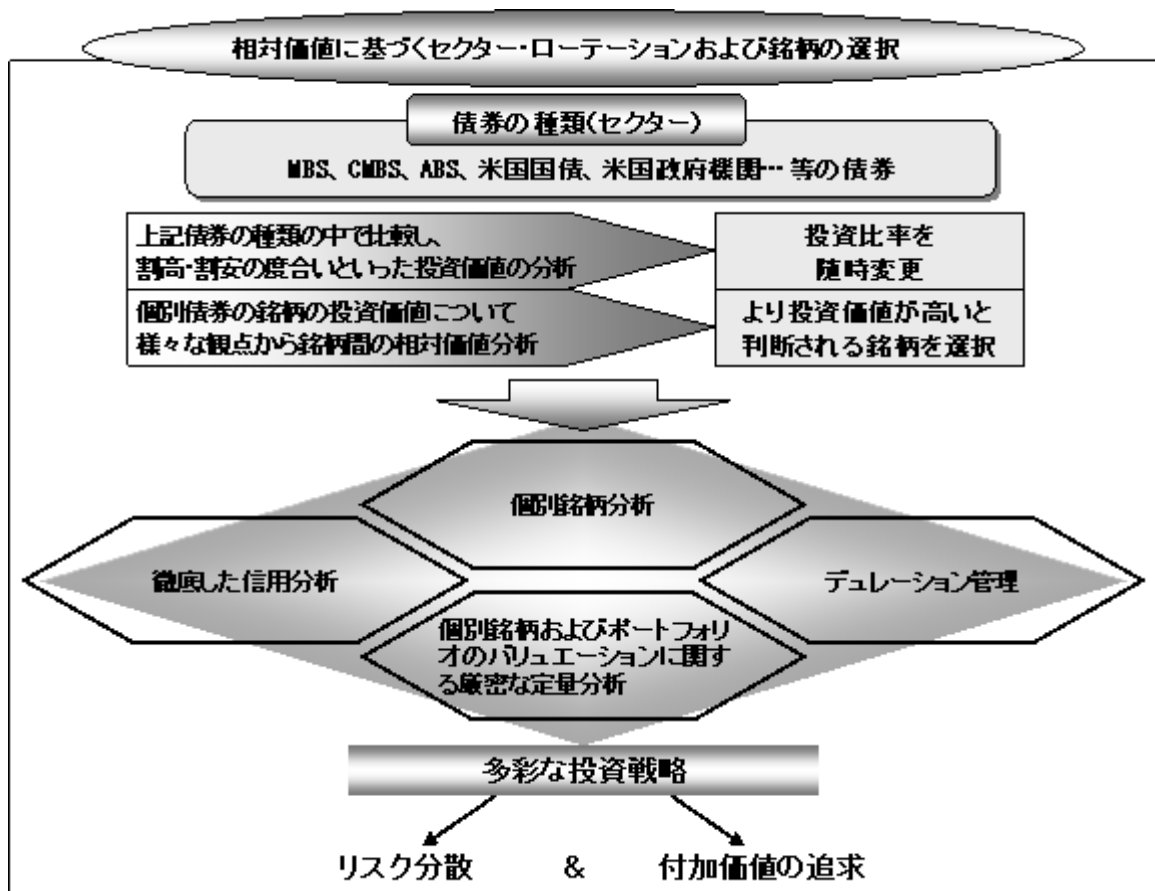 相対価値に基づくセクター・ローテーションおよび銘柄の選択
債券の種類(セクター)
MBS、CMBS、ABS、米国国債、米国政府機関…等の債券
上記債券の種類の中で比較し、
割高・割安の度合いといった投資価値の分析
投資比率を
随時変更
個別債券の銘柄の投資価値について
様々な観点から銘柄間の相対価値分析
より投資価値が高いと
判断される銘柄を選択
個別銘柄分析
徹底した信用分析
デュレーション管理
個別銘柄およびポートフォリ
オのバリュエーションに関す
る厳密な定量分析
多彩な投資戦略
リスク分散 & 付加価値の追求